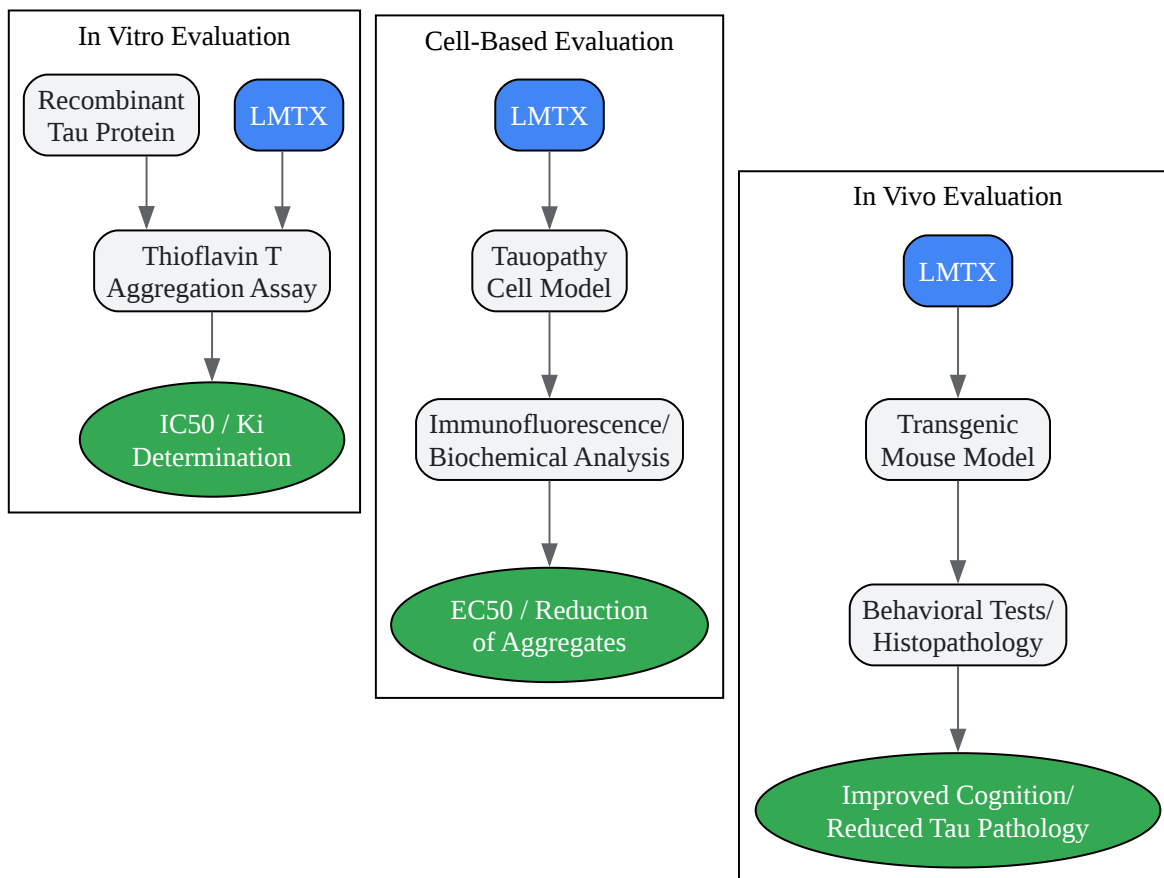 In Vitro Evaluation
Recombinant
Tau Protein
LMTX
Thioflavin T
Aggregation Assay
IC50 / Ki
Determination
Cell-Based Evaluation
LMTX
Tauopathy
Cell Model
Immunofluorescence/
Biochemical Analysis
EC50 / Reduction
of Aggregates
In Vivo Evaluation
LMTX
Transgenic
Mouse Model
Behavioral Tests/
Histopathology
Improved Cognition/
Reduced Tau Pathology